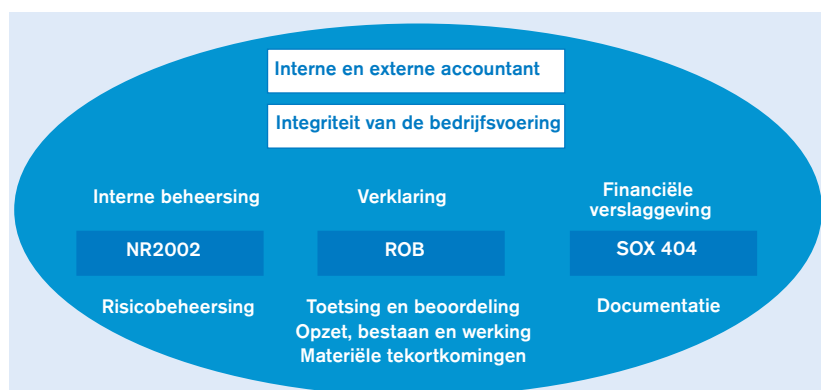 Interne en externe accountant
Integriteit van de bedrijfsvoering
Interne beheersing
Verklaring
Financiële
verslaggeving
NR2002
ROB
SOX 404
Risicobeheersing
Toetsing en beoordeling
Opzet, bestaan en werking
Materiële tekortkomingen
Documentatie